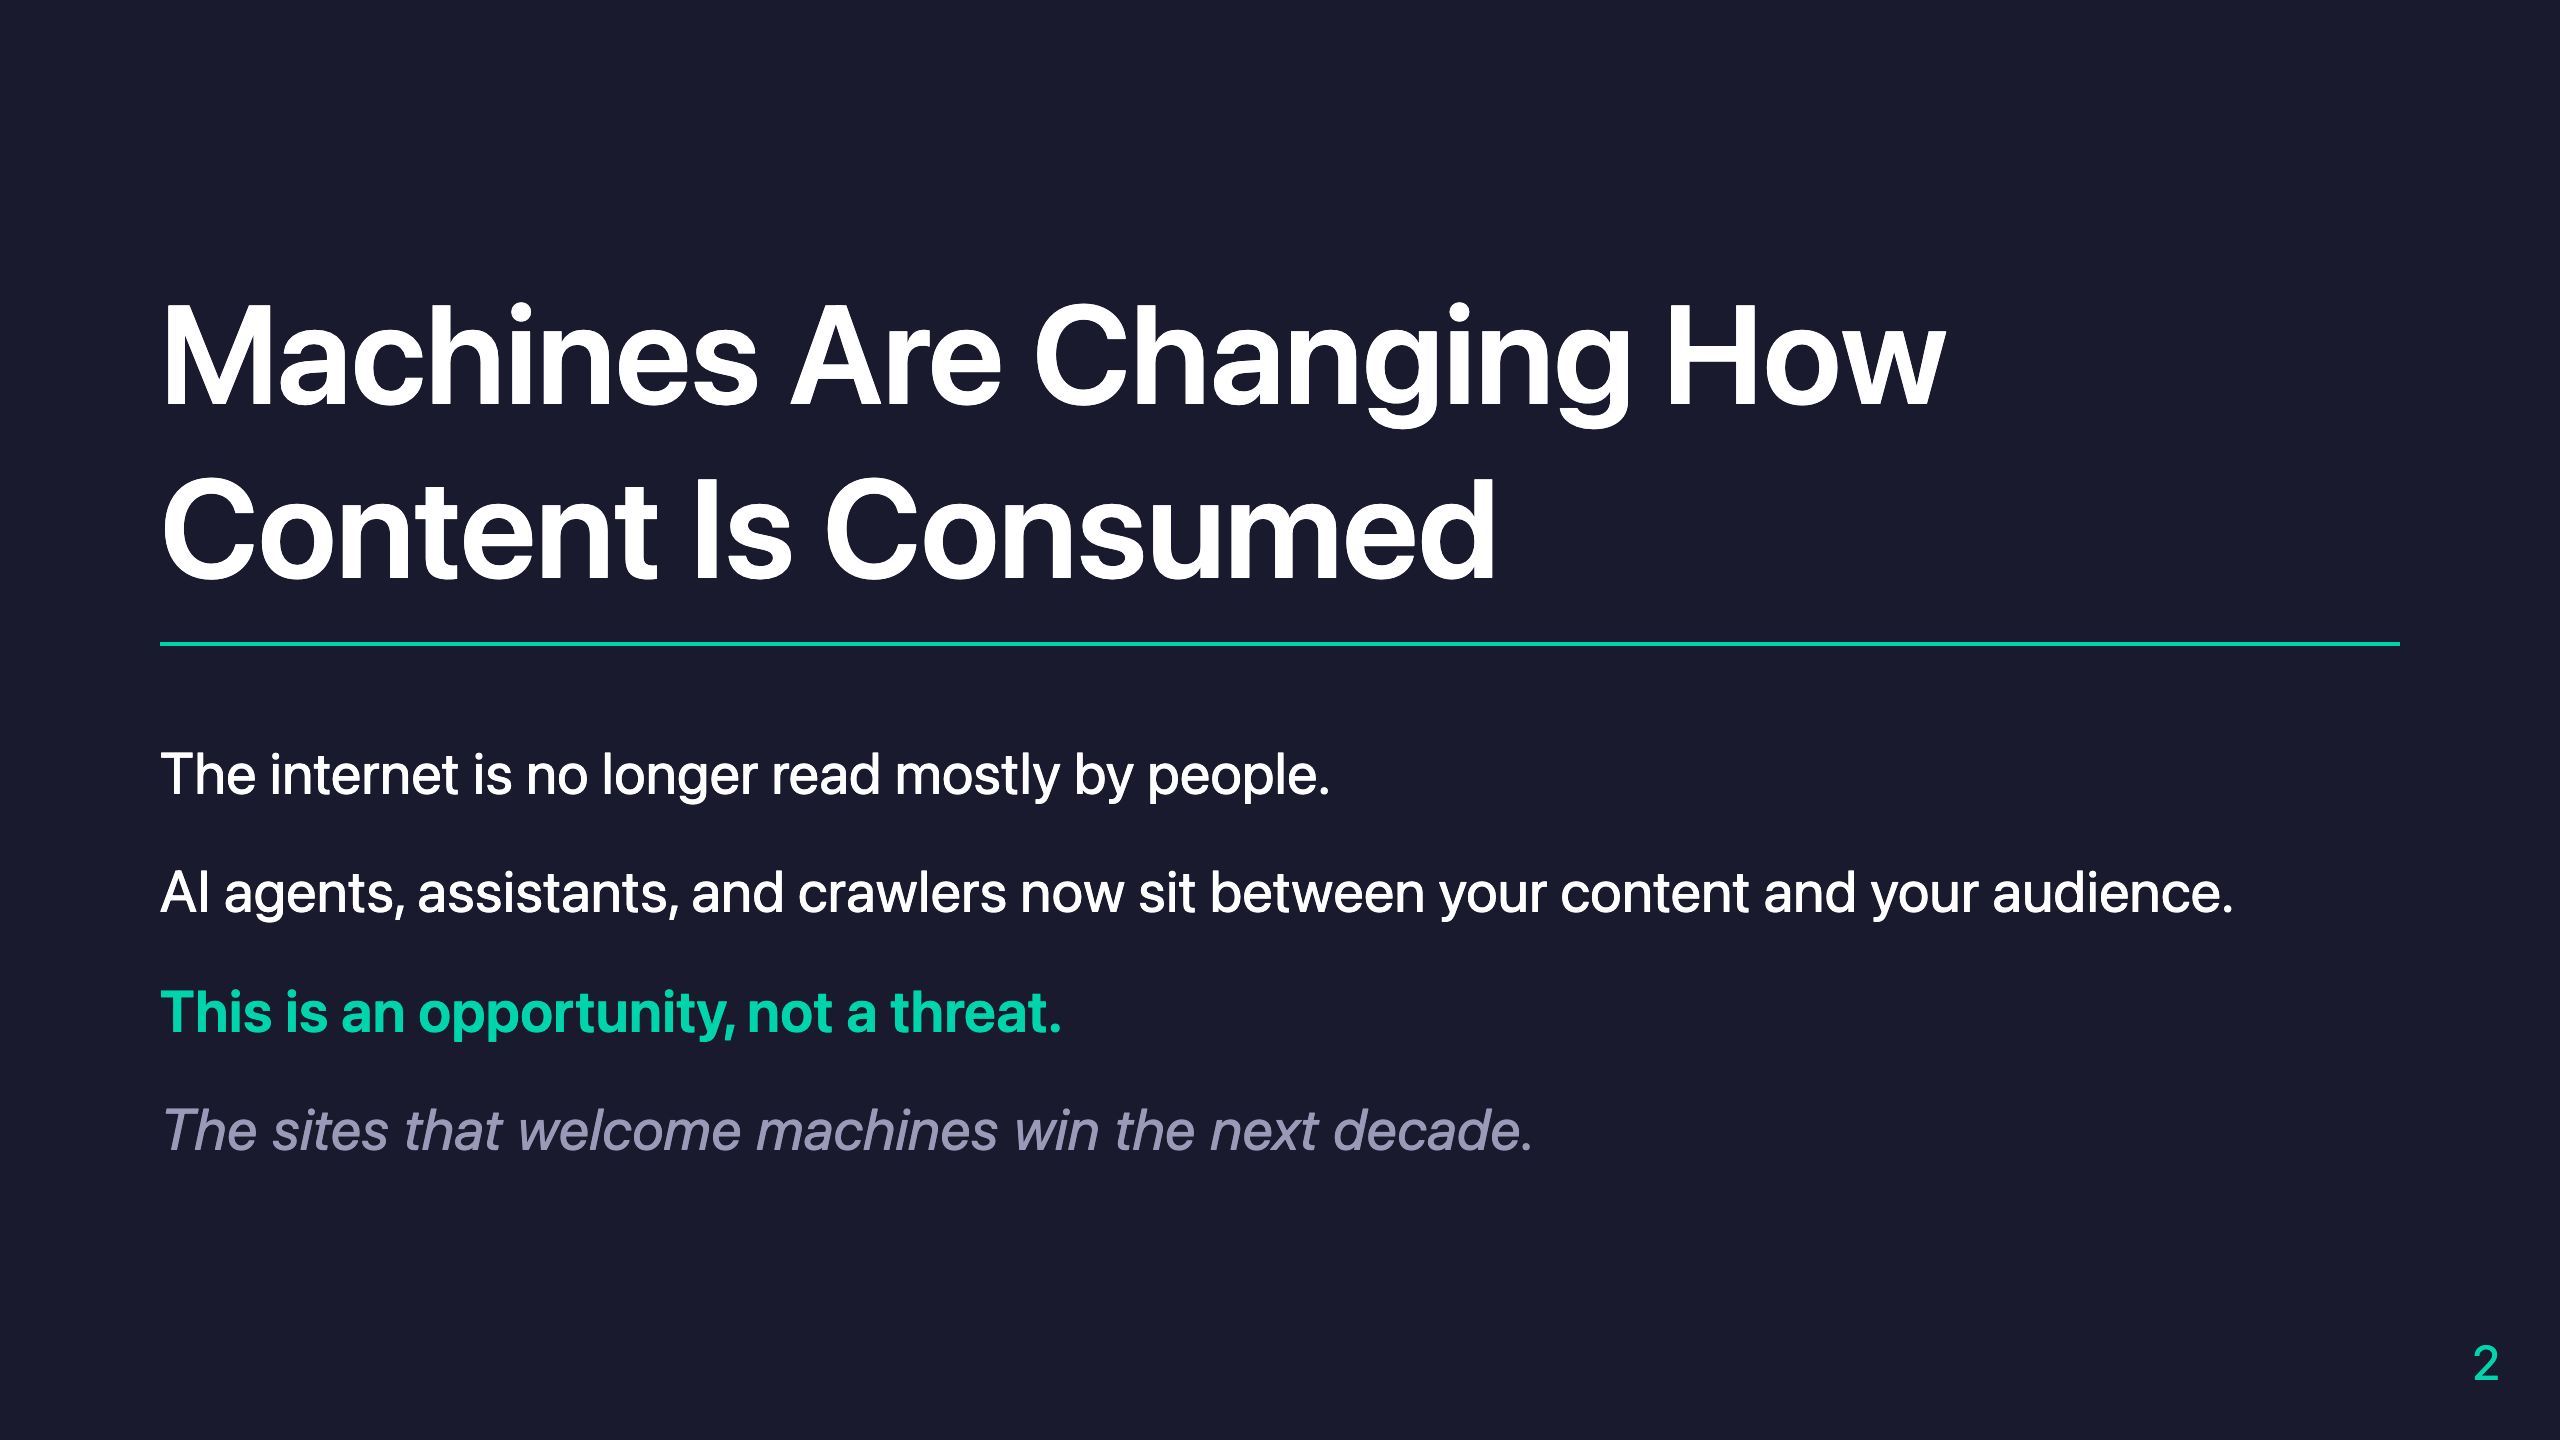 Machines Are Changing How
Content Is Consumed
The internet is no longer read mostly by people.
AI agents, assistants, and crawlers now sit between your content and your audience.
This is an opportunity, not a threat.
The sites that welcome machines win the next decade.
2